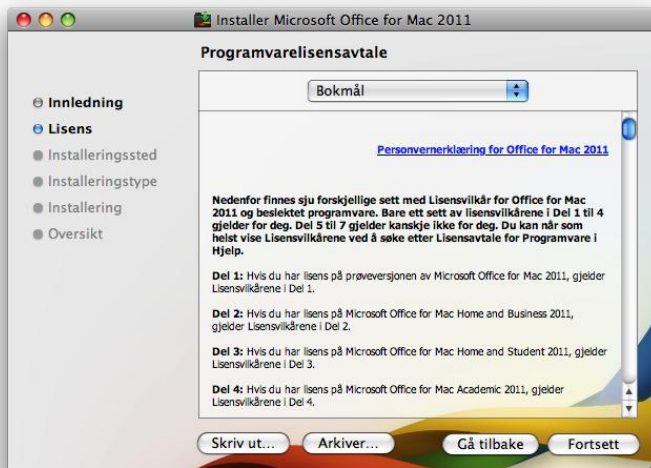 Installer Microsoft Office for Mac 2011
Programvarelisensavtale
Innledning
Lisens
Installeringssted
Installeringstype
Installering
Oversikt
Bokmål
Personvernerklæring for Office for Mac 2011
Nedenfor finnes sju forskjellige sett med Lisensvilkår for Office for Mac
2011 og beslektet programvare. Bare ett sett av lisensvilkårene i Del 1 til 4
gjelder for deg. Del 5 til 7 gjelder kanskje ikke for deg. Du kan når som
helst vise Lisensvilkårene ved å søke etter Lisensavtale for Programvare i
Hjelp.
Del 1: Hvis du har lisens på prøveversjonen av Microsoft Office for Mac 2011, gjelder
Lisensvilkårene i Del 1.
Del 2: Hvis du har lisens på Microsoft Office for Mac Home and Business 2011,
gjelder Lisensvilkårene i Del 2.
Del 3: Hvis du har lisens på Microsoft Office for Mac Home and Student 2011, gjelder
Lisensvilkårene i Del 3.
Del 4: Hvis du har lisens på Microsoft Office for Mac Academic 2011, gjelder
Lisensvilkårene i Del 4.
Skriv ut... Arkiver... Gå tilbake Fortsett